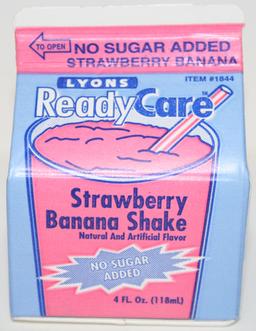 TO OPEN
NO SUGAR ADDED
STRAWBERRY BANANA
LYONS
ITEM #1844
ReadyCare™
Strawberry
Banana Shake
Natural And Artificial Flavor
NO SUGAR
ADDED
4 FL. Oz. (118mL)